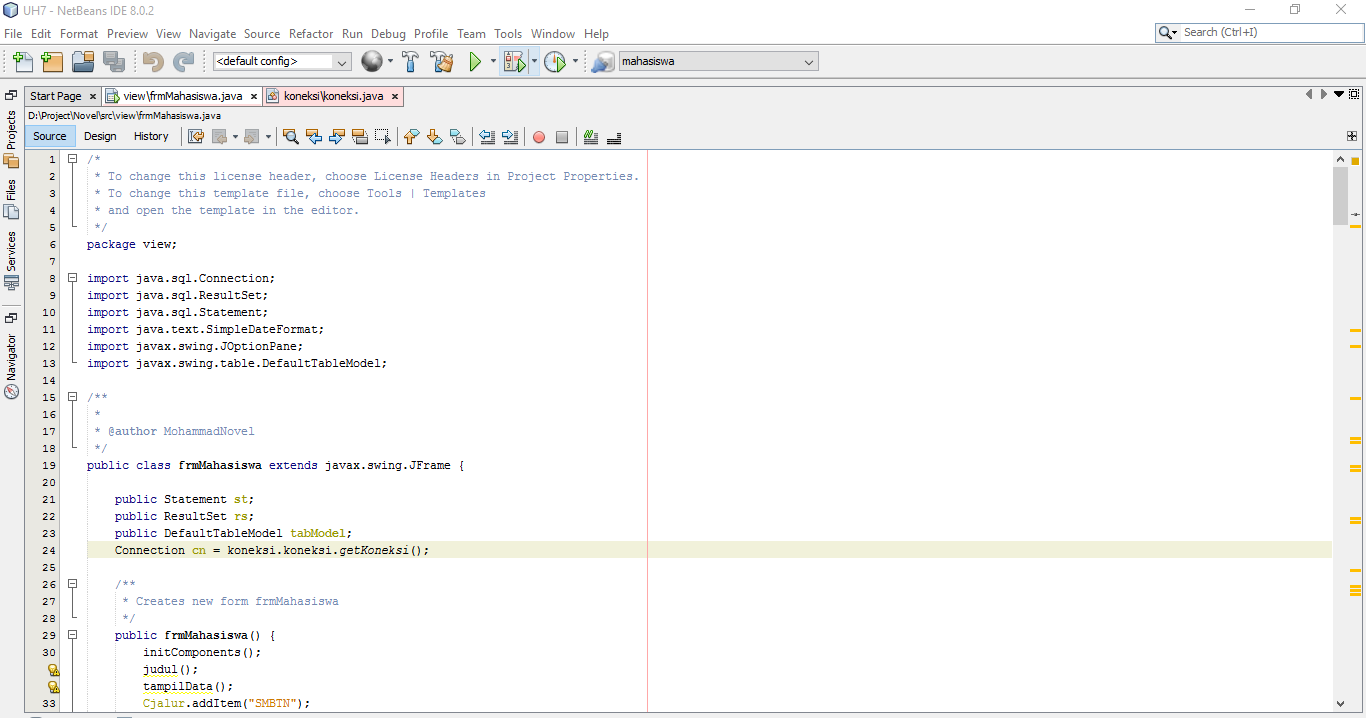 UH7 - NetBeans IDE 8.0.2
File Edit Format Preview View Navigate Source Refactor Run Debug Profile Team Tools Window Help
Search (Ctrl+I)
<default config>
mahasiswa
Start Page
view\frmMahasiswa.java
koneksi\koneksi.java
D:\Project\Novel\src\view\frmMahasiswa.java
Source Design History
Projects
Files
Services
Navigator
1 /*
2 * To change this license header, choose License Headers in Project Properties.
3 * To change this template file, choose Tools | Templates
4 * and open the template in the editor.
5 */
6 package view;
7
8 import java.sql.Connection;
9 import java.sql.ResultSet;
10 import java.sql.Statement;
11 import java.text.SimpleDateFormat;
12 import javax.swing.JOptionPane;
13 import javax.swing.table.DefaultTableModel;
14
15 /**
16 *
17 * @author MohammadNovel
18 */
19 public class frmMahasiswa extends javax.swing.JFrame {
20
21 public Statement st;
22 public ResultSet rs;
23 public DefaultTableModel tabModel;
24 Connection cn = koneksi.koneksi.getKoneksi();
25
26 /**
27 * Creates new form frmMahasiswa
28 */
29 public frmMahasiswa() {
30 initComponents();
judul();
tampilData();
33 Cjalur.addItem("SMBTN");